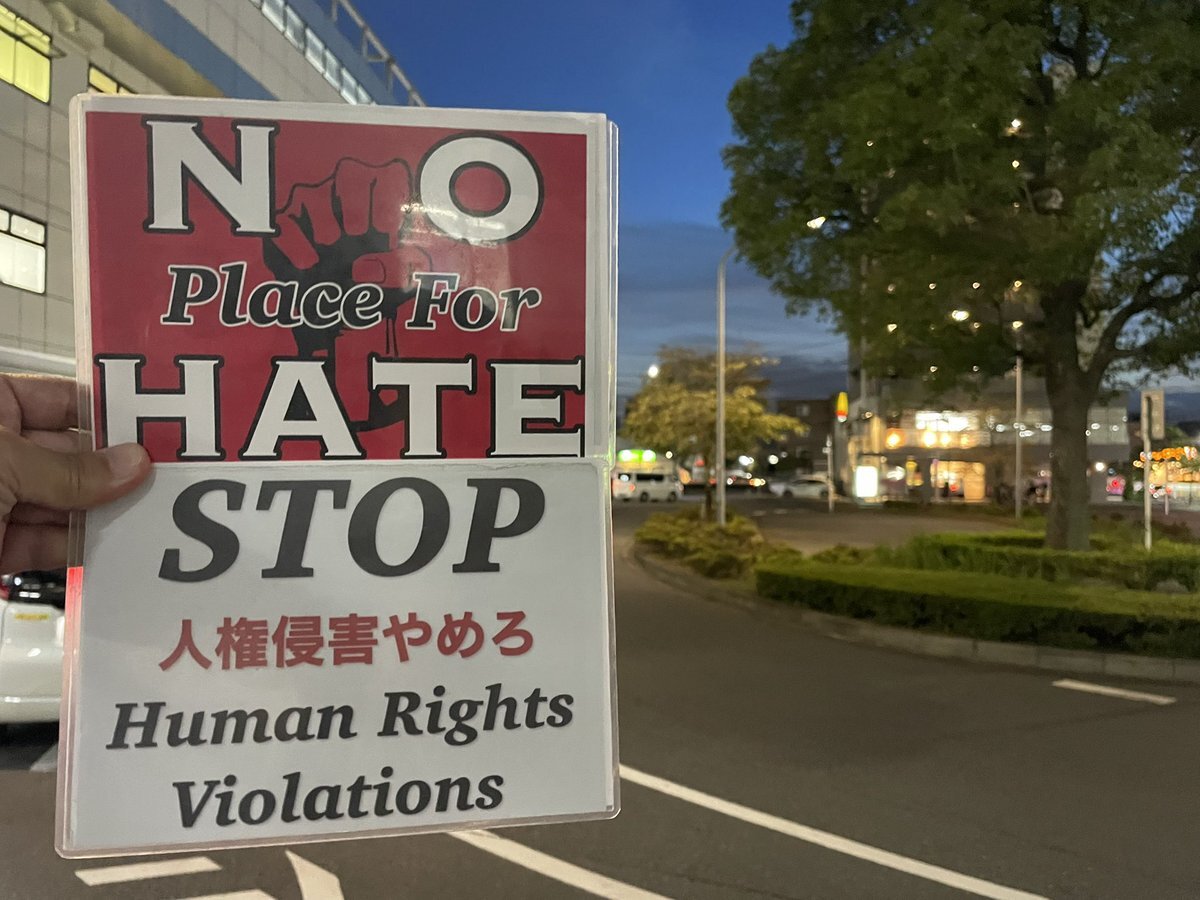 NO
Place For
HATE
STOP
人権侵害やめろ
Human Rights
Violations